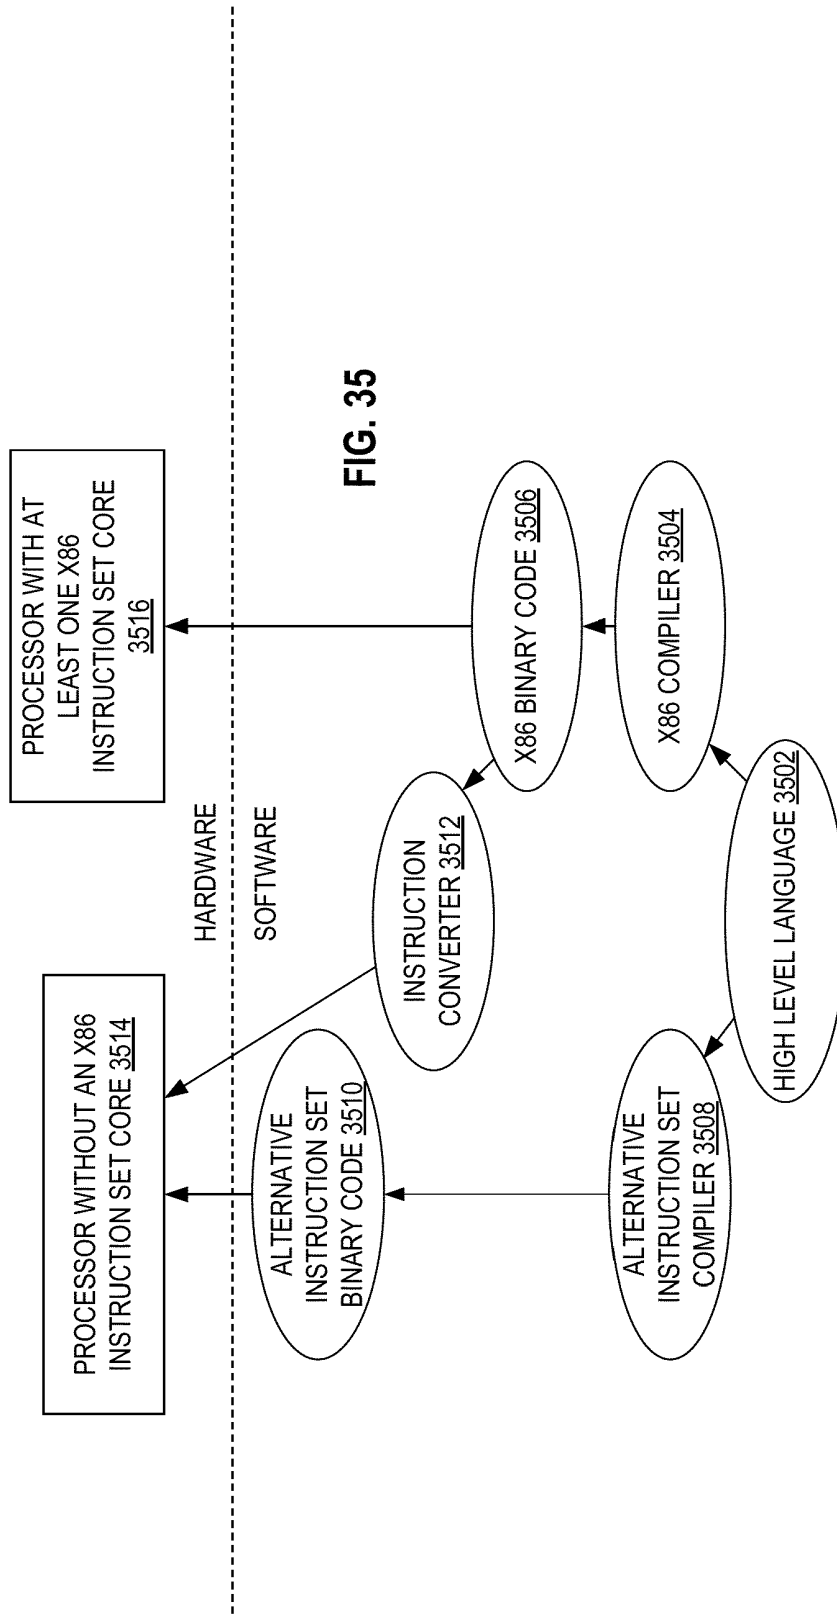 PROCESSOR WITHOUT AN X86
INSTRUCTION SET CORE 3514
PROCESSOR WITH AT
LEAST ONE X86
INSTRUCTION SET CORE
3516
HARDWARE
SOFTWARE
ALTERNATIVE
INSTRUCTION SET
BINARY CODE 3510
INSTRUCTION
CONVERTER 3512
FIG. 35
X86 BINARY CODE 3506
ALTERNATIVE
INSTRUCTION SET
COMPILER 3508
X86 COMPILER 3504
HIGH LEVEL LANGUAGE 3502